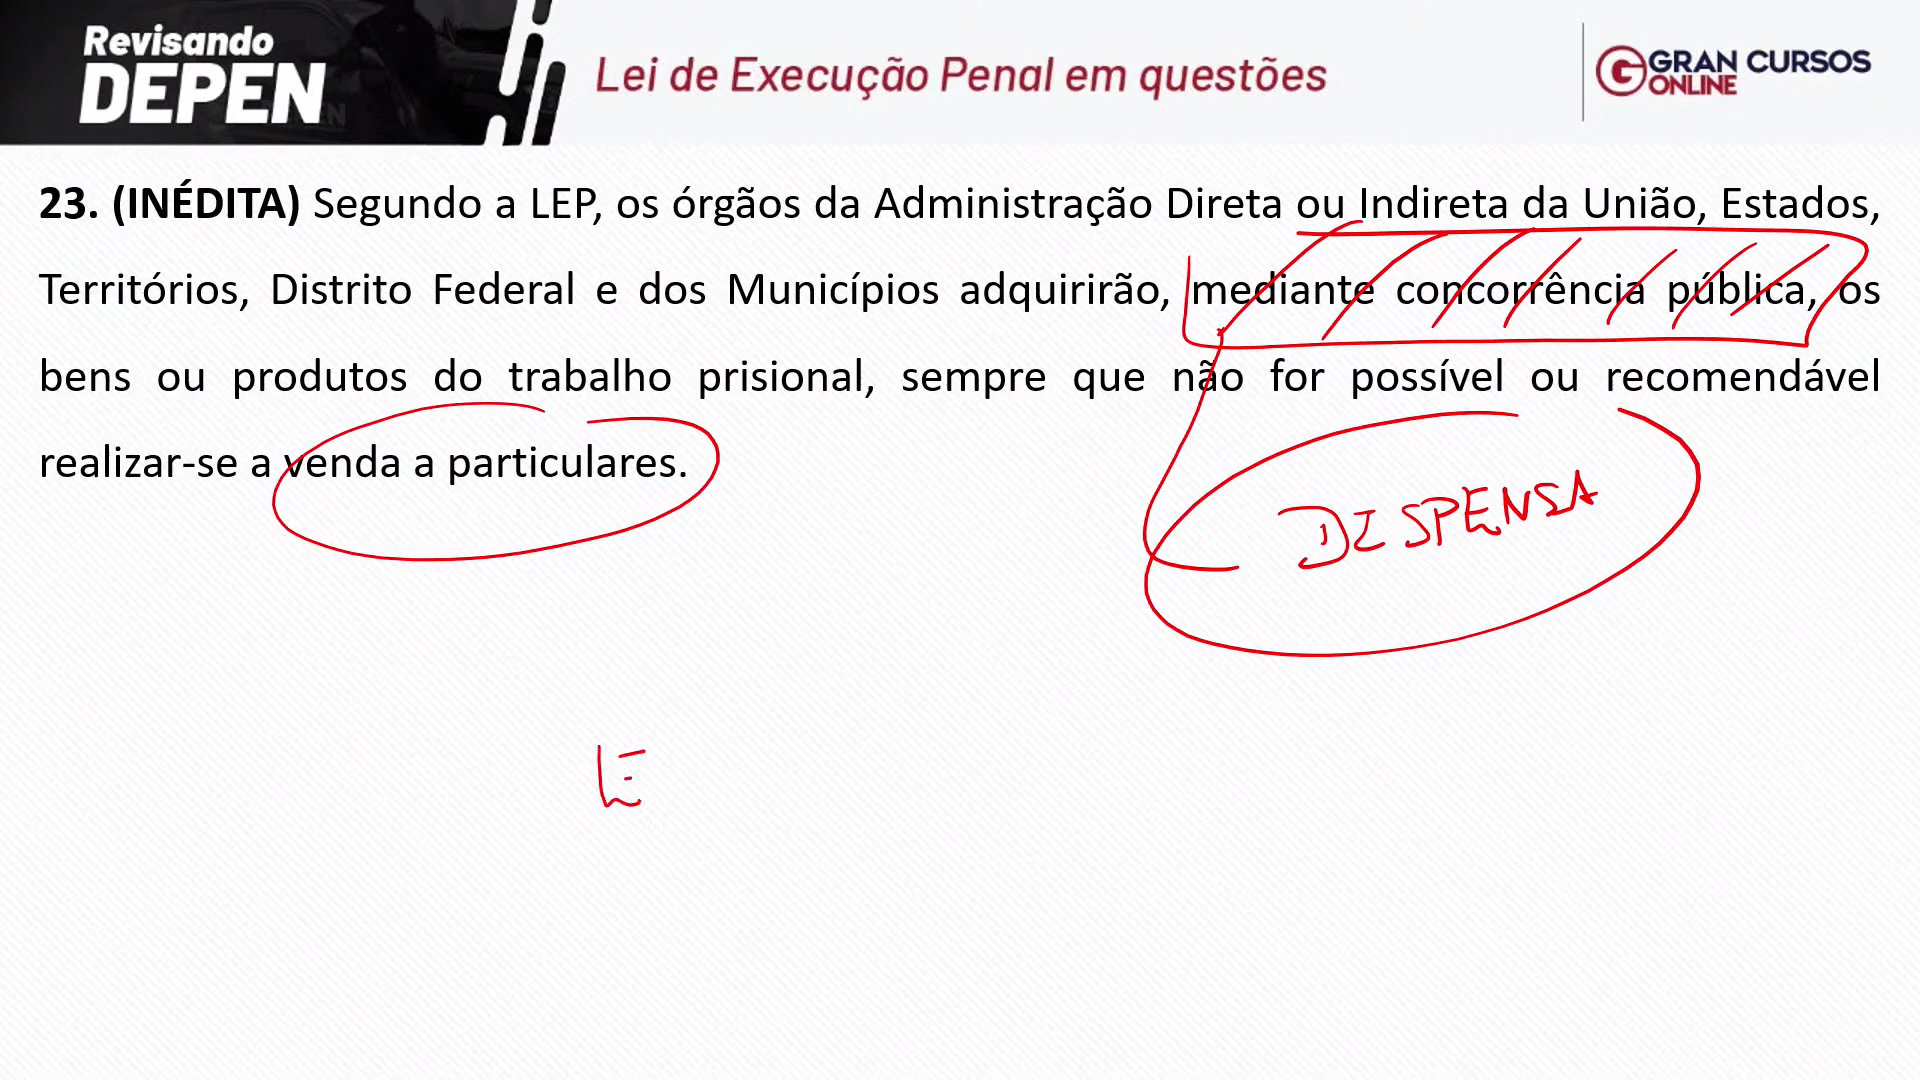 Revisando
DEPEN
Lei de Execução Penal em questões
GRAN CURSOS
ONLINE
23. (INÉDITA) Segundo a LEP, os órgãos da Administração Direta ou Indireta da União, Estados,
Territórios, Distrito Federal e dos Municípios adquirirão, mediante concorrência pública, os
bens ou produtos do trabalho prisional, sempre que não for possível ou recomendável
realizar-se a venda a particulares.
DISPENSA
E